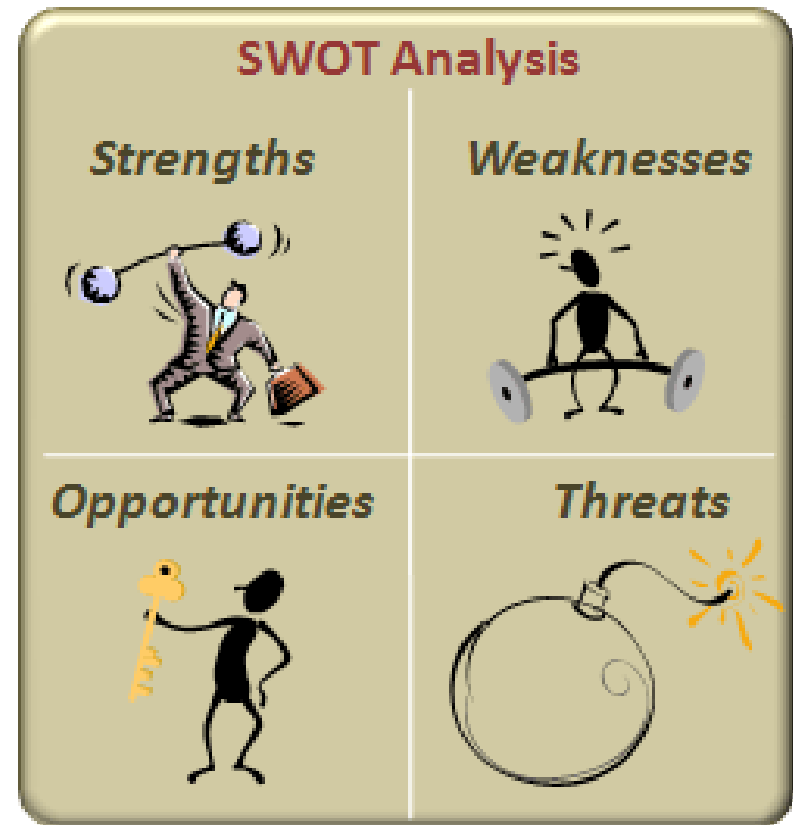 SWOT Analysis
Strengths
Weaknesses
Opportunities
Threats